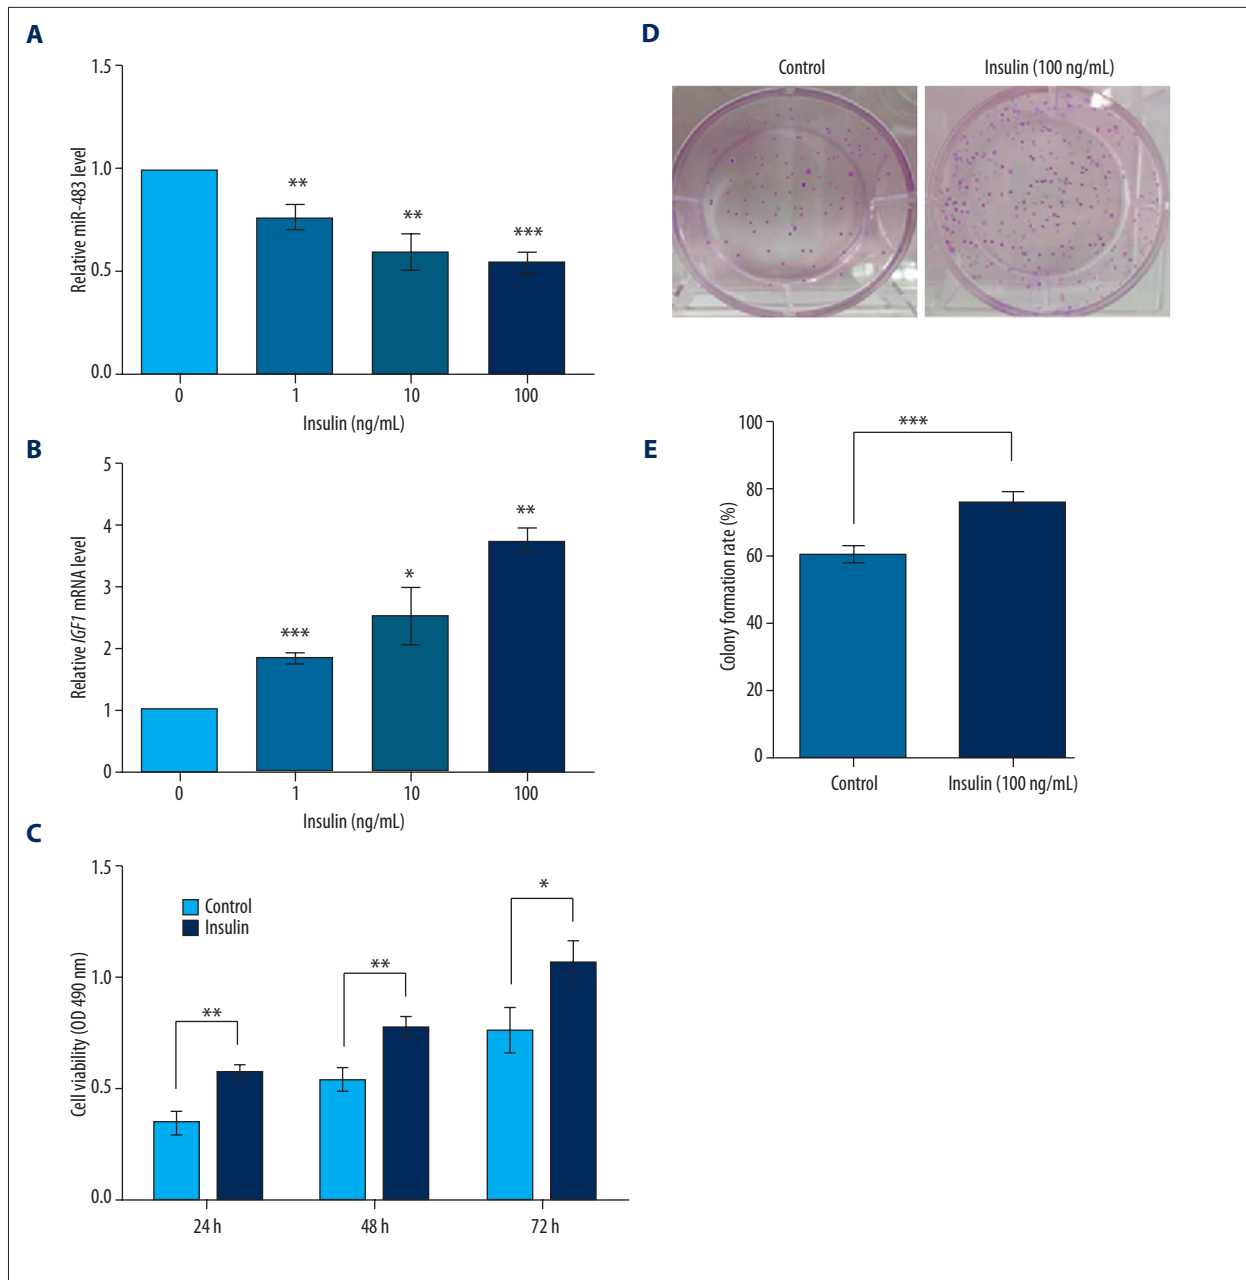 A
1.5
1.0
0.5
0.0
Relative miR-483 level
**
**
***
0
1
10
100
Insulin (ng/mL)
B
5
4
3
2
1
0
Relative IGF1 mRNA level
***
*
**
0
1
10
100
Insulin (ng/mL)
C
1.5
1.0
0.5
0.0
Cell viability (OD 490 nm)
Control
Insulin
**
**
*
24 h
48 h
72 h
D
Control
Insulin (100 ng/mL)
E
100
80
60
40
20
0
Colony formation rate (%)
***
Control
Insulin (100 ng/mL)